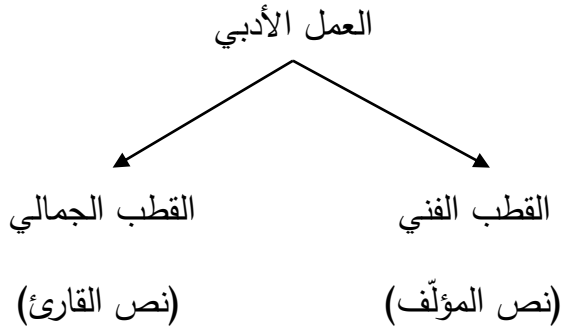 العمل الأدبي
القطب الفني
القطب الجمالي
(نص المؤلّف)
(نص القارئ)